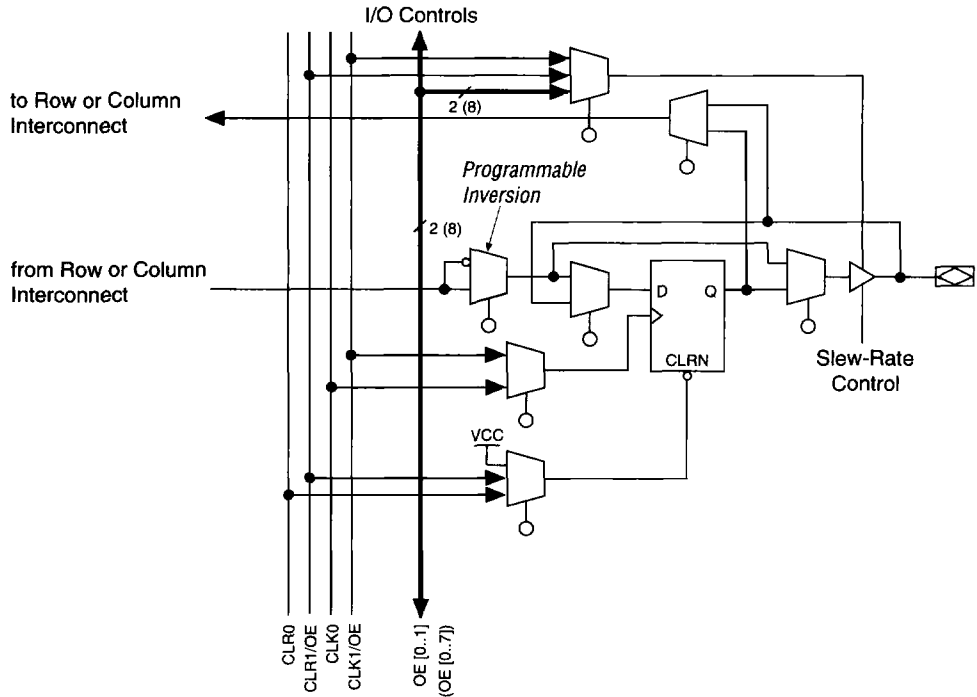 I/O Controls
to Row or Column
Interconnect
2 (8)
Programmable
Inversion
2 (8)
from Row or Column
Interconnect
D
Q
CLRN
Slew-Rate
Control
VCC
CLR0
CLR1/OE
CLK0
CLK1/OE
OE [0..1]
(OE [0..7])